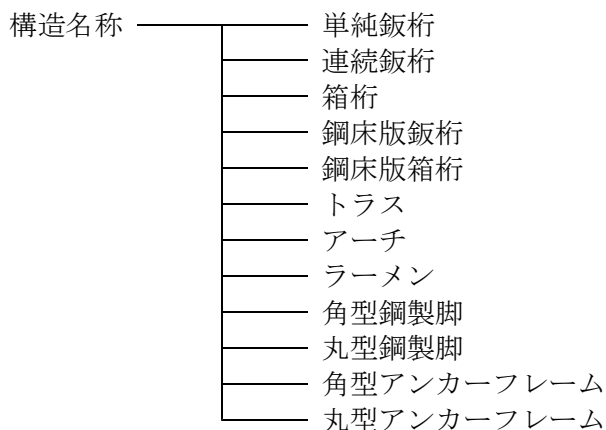 構造名称 単純鈑桁
連続鈑桁
箱桁
鋼床版鈑桁
鋼床版箱桁
トラス
アーチ
ラーメン
角型鋼製脚
丸型鋼製脚
角型アンカーフレーム
丸型アンカーフレーム